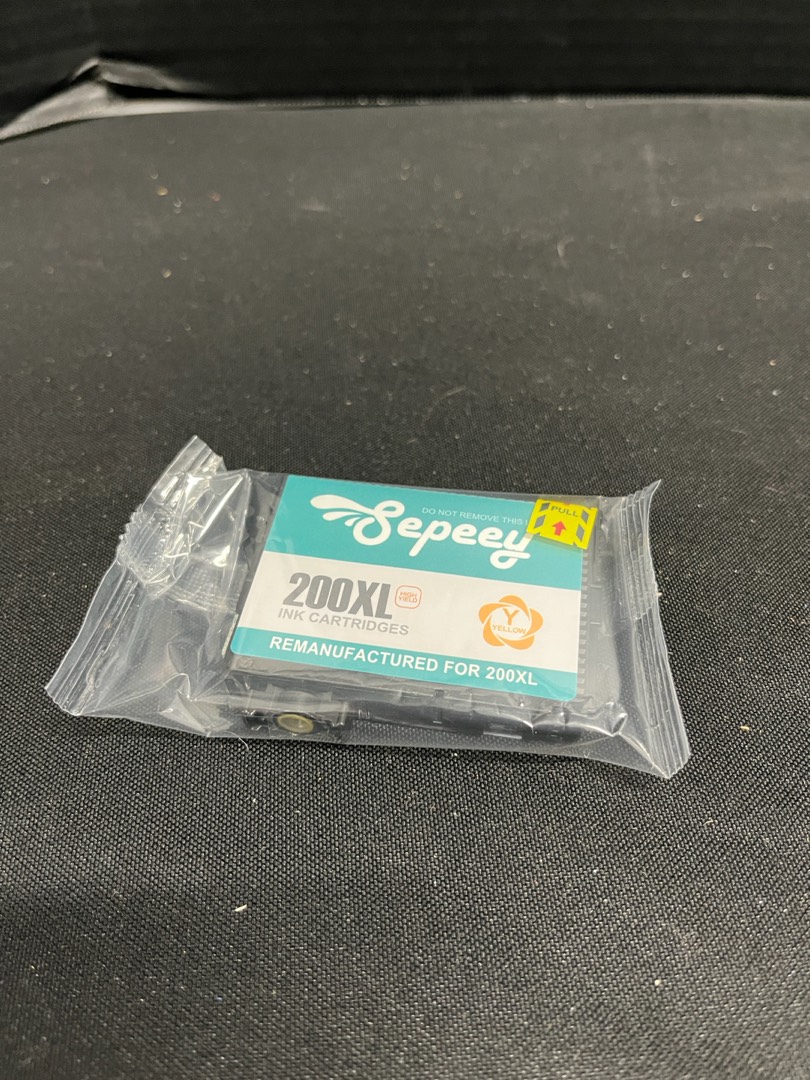 DO NOT REMOVE THIS !
PULL
Sepeey
200XL
HIGH
YIELD
INK CARTRIDGES
Y
YELLOW
REMANUFACTURED FOR 200XL